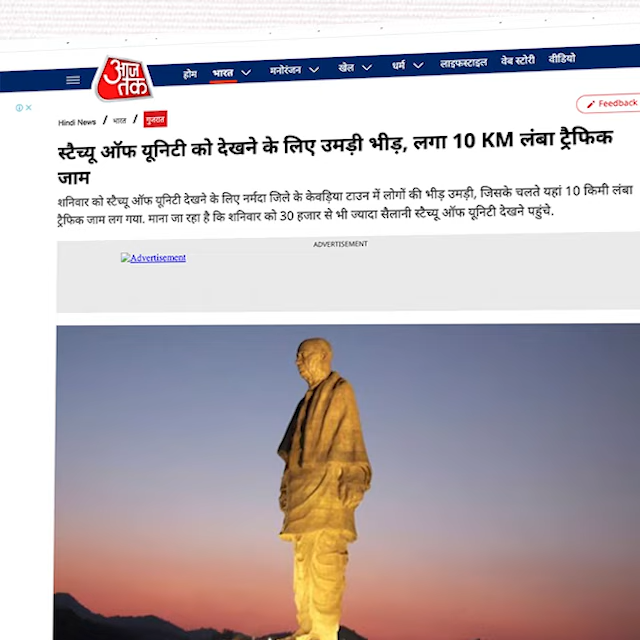 आज तक
होम भारत मनोरंजन खेल धर्म लाइफस्टाइल वेब स्टोरी वीडियो
Feedback
Hindi News / भारत / गुजरात
स्टैच्यू ऑफ यूनिटी को देखने के लिए उमड़ी भीड़, लगा 10 KM लंबा ट्रैफिक
जाम
शनिवार को स्टैच्यू ऑफ यूनिटी देखने के लिए नर्मदा जिले के केवड़िया टाउन में लोगों की भीड़ उमड़ी, जिसके चलते यहां 10 किमी लंबा
ट्रैफिक जाम लग गया. माना जा रहा है कि शनिवार को 30 हजार से भी ज्यादा सैलानी स्टैच्यू ऑफ यूनिटी देखने पहुंचे.
ADVERTISEMENT
Advertisement